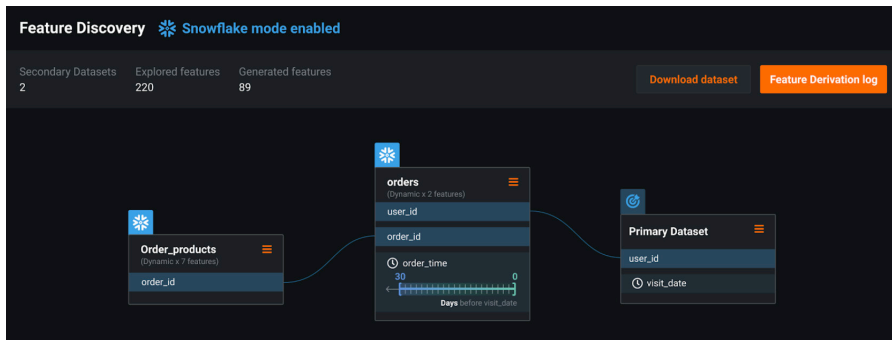 Feature Discovery Snowflake mode enabled
Secondary Datasets Explored features Generated features
2 220 89
Download dataset Feature Derivation log
orders
(Dynamic x 2 features)
user_id
order_id
order_time
30 0
Days before visit_date
Order_products
(Dynamic x 7 features)
order_id
Primary Dataset
user_id
visit_date